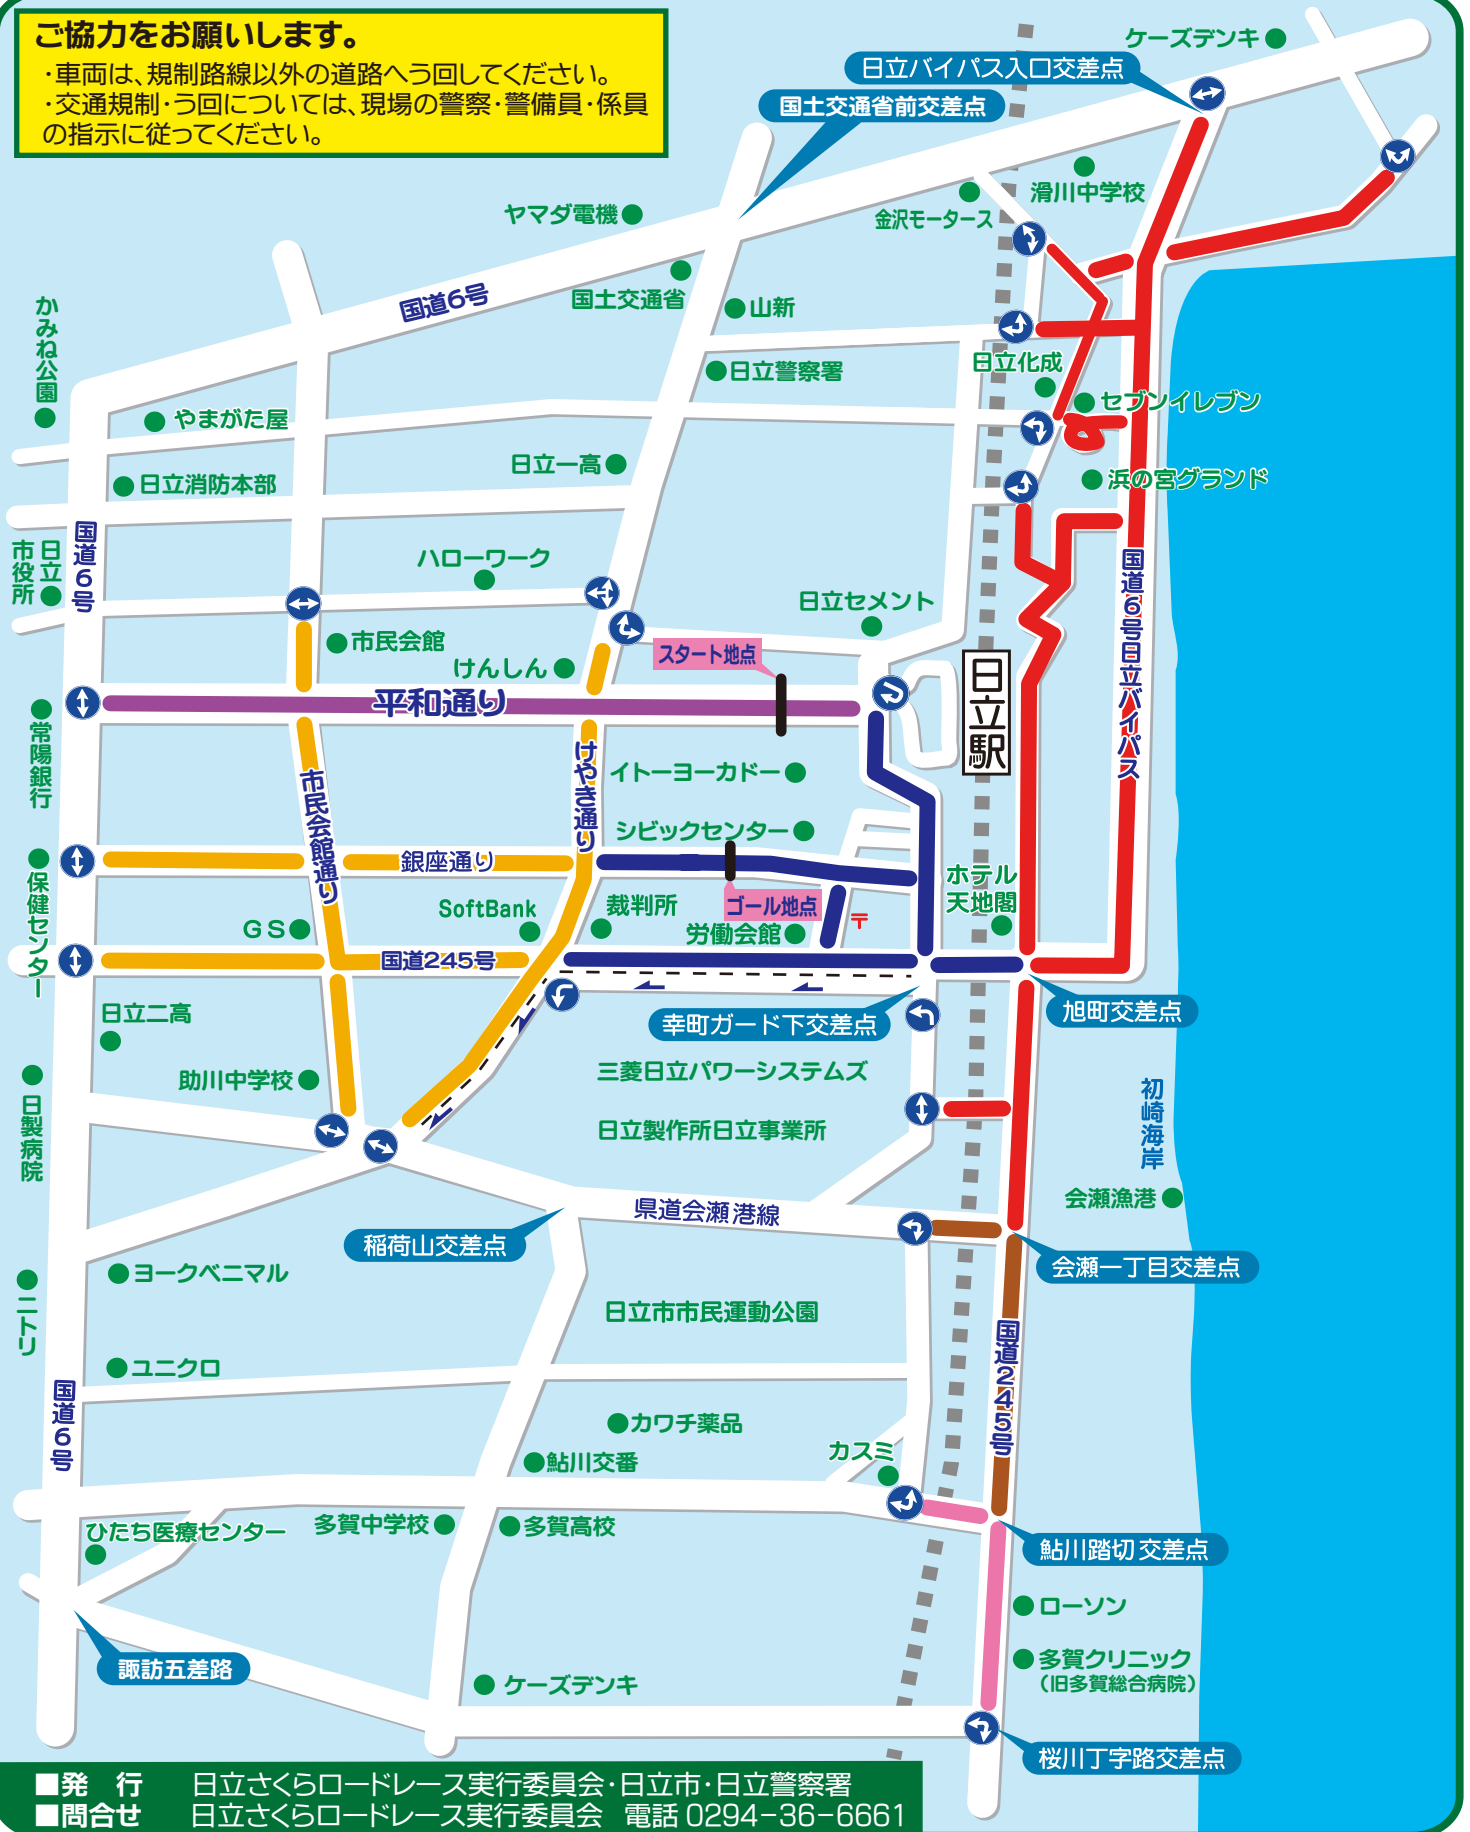 ご協力をお願いします。
・車両は、規制路線以外の道路へう回してください。
・交通規制・う回については、現場の警察・警備員・係員
の指示に従ってください。
ケーズデンキ
日立バイパス入口交差点
国土交通省前交差点
滑川中学校
金沢モータース
ヤマダ電機
国土交通省
国道6号
山新
かみね公園
日立警察署
日立化成
セブンイレブン
やまがた屋
日立一高
日立消防本部
浜の宮グランド
国道6号
日立
市役所
ハローワーク
国道6号日立バイパス
日立セメント
市民会館
けんしん
スタート地点
日立駅
平和通り
常陽銀行
市民会館通り
けやき通り
イトーヨーカドー
シビックセンター
銀座通り
保健センター
ホテル
天地閣
ゴール地点
裁判所
SoftBank
〒
GS
労働会館
国道245号
日立二高
幸町ガード下交差点
旭町交差点
三菱日立パワーシステムズ
助川中学校
初崎海岸
日製病院
日立製作所日立事業所
会瀬漁港
県道会瀬港線
稲荷山交差点
会瀬一丁目交差点
ヨークベニマル
ニトリ
日立市市民運動公園
国道245号
ユニクロ
国道6号
カワチ薬品
カスミ
鮎川交番
ひたち医療センター
多賀中学校
多賀高校
鮎川踏切交差点
ローソン
多賀クリニック
(旧多賀総合病院)
諏訪五差路
ケーズデンキ
桜川丁字路交差点
■発 行 日立さくらロードレース実行委員会・日立市・日立警察署
■問合せ 日立さくらロードレース実行委員会 電話 0294-36-6661